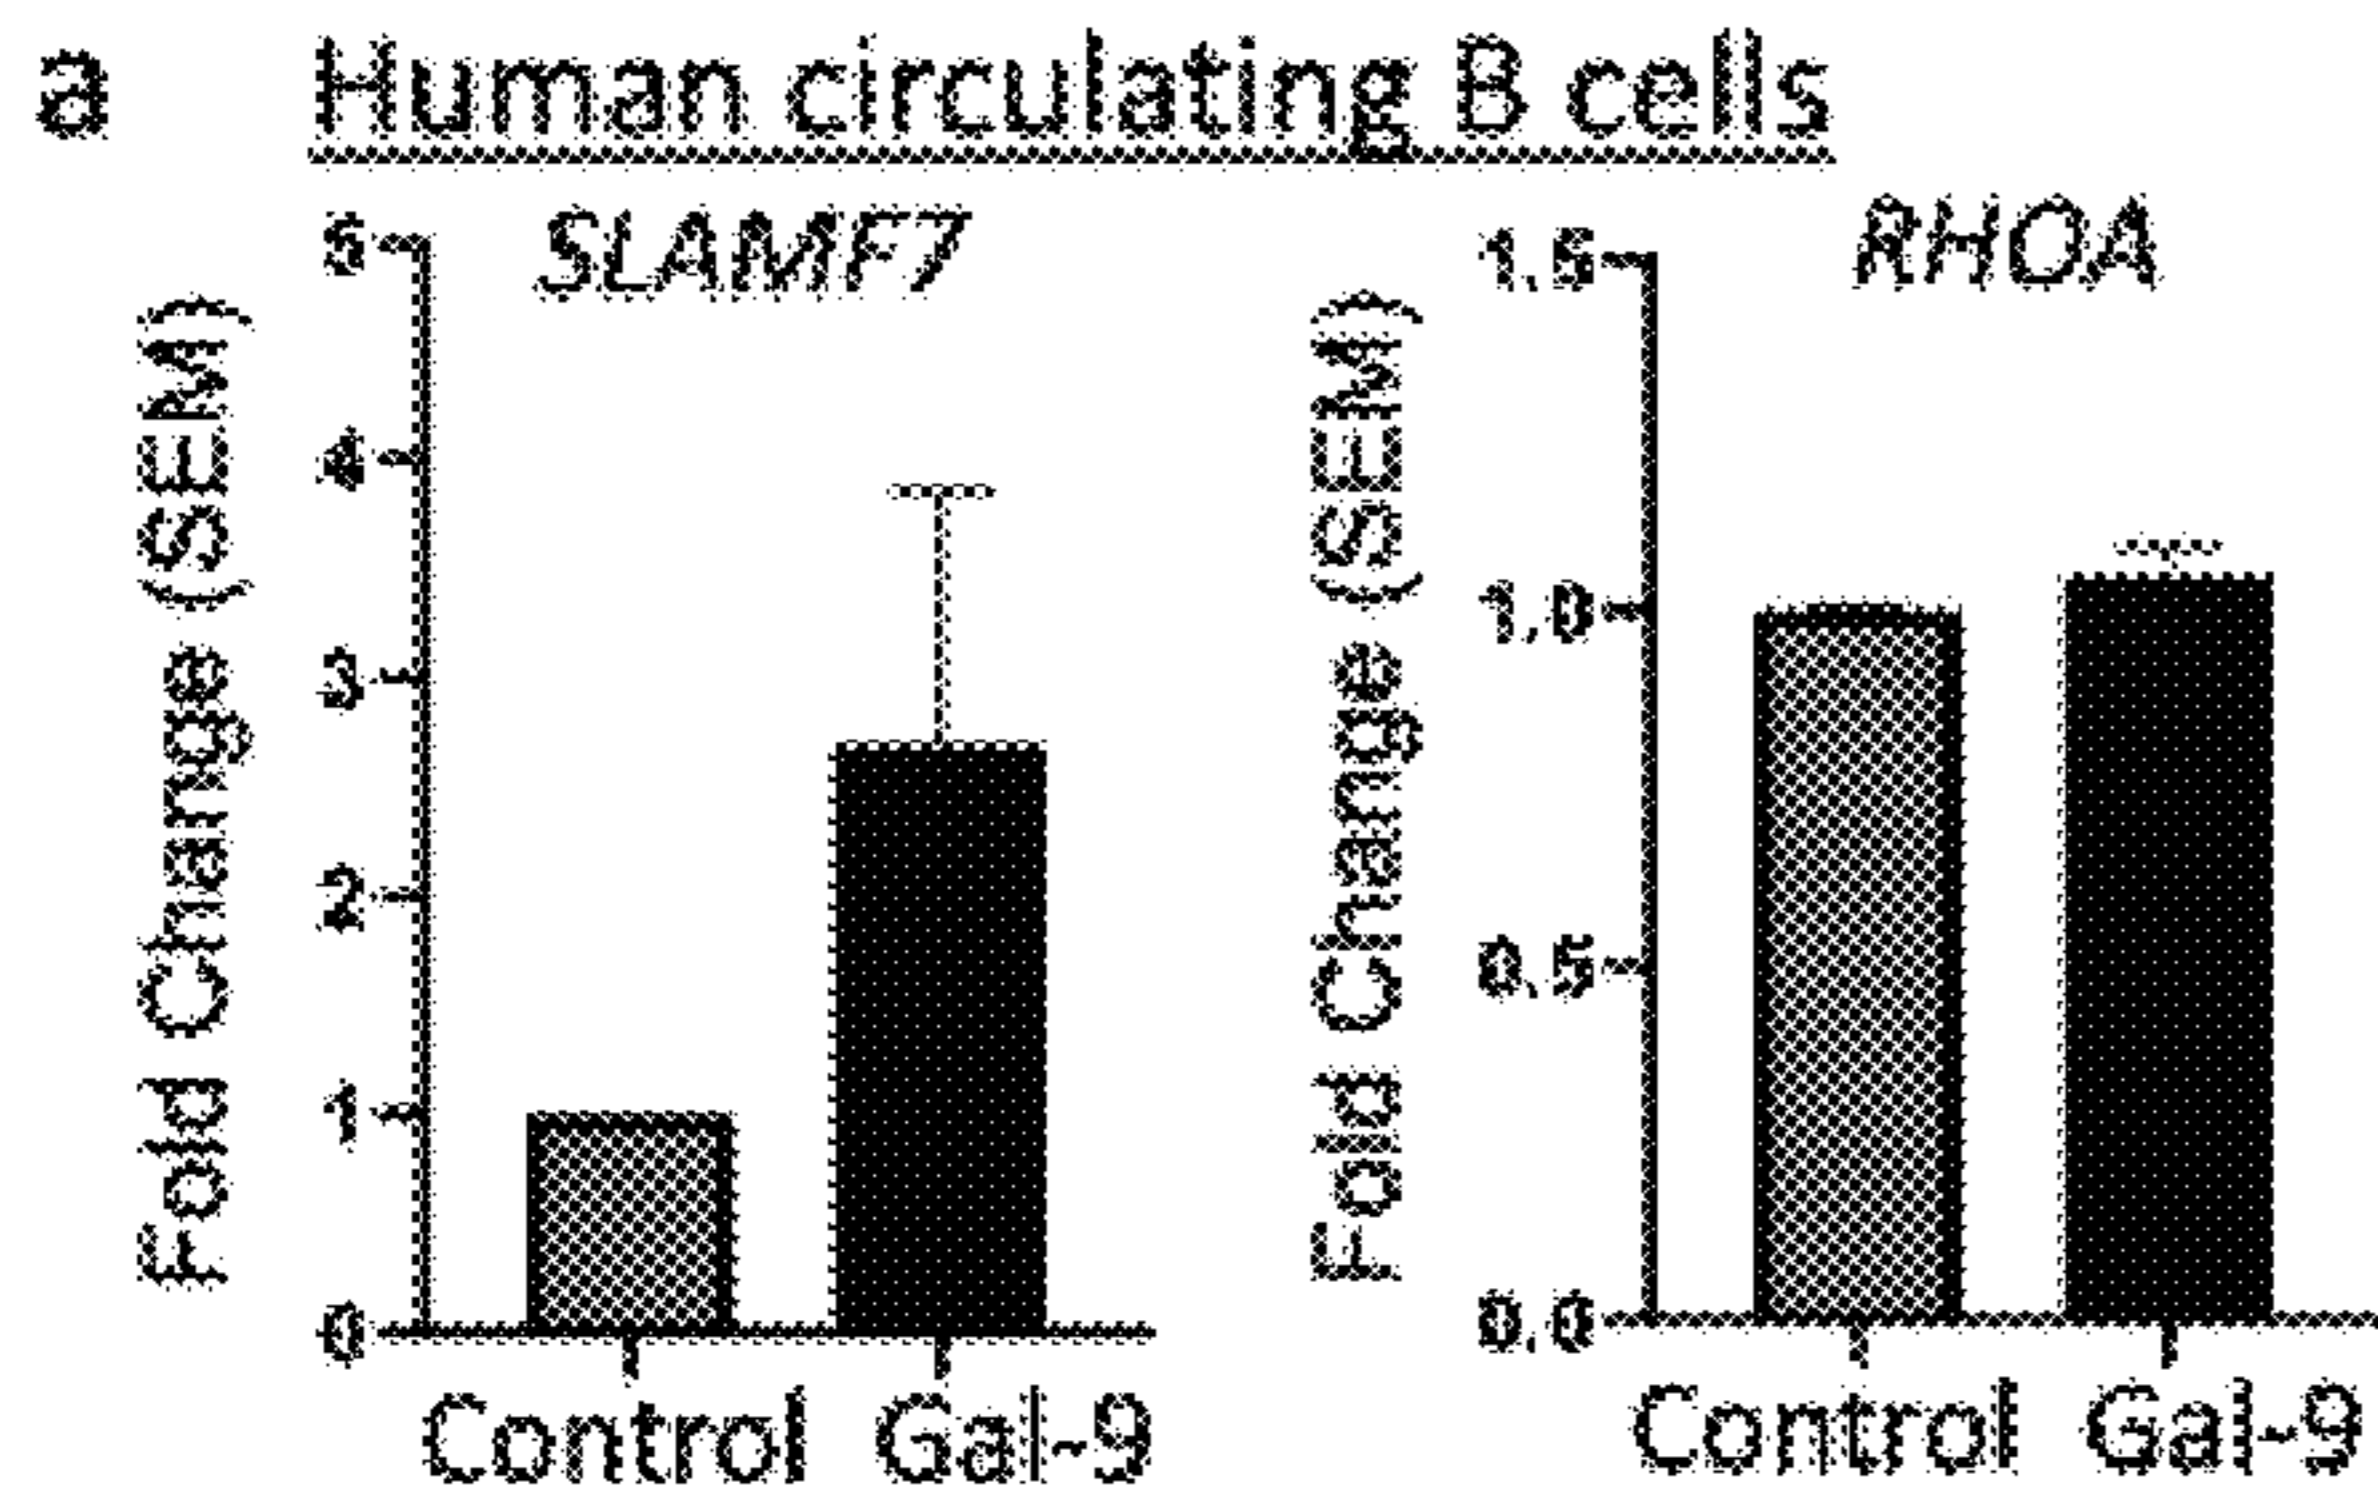 a Human circulating B cells
SLAMF7
Fold Change (SEM)
5
4
3
2
1
0
Control Gal-9
RHOA
Fold Change (SEM)
1.5
1.0
0.5
0.0
Control Gal-9